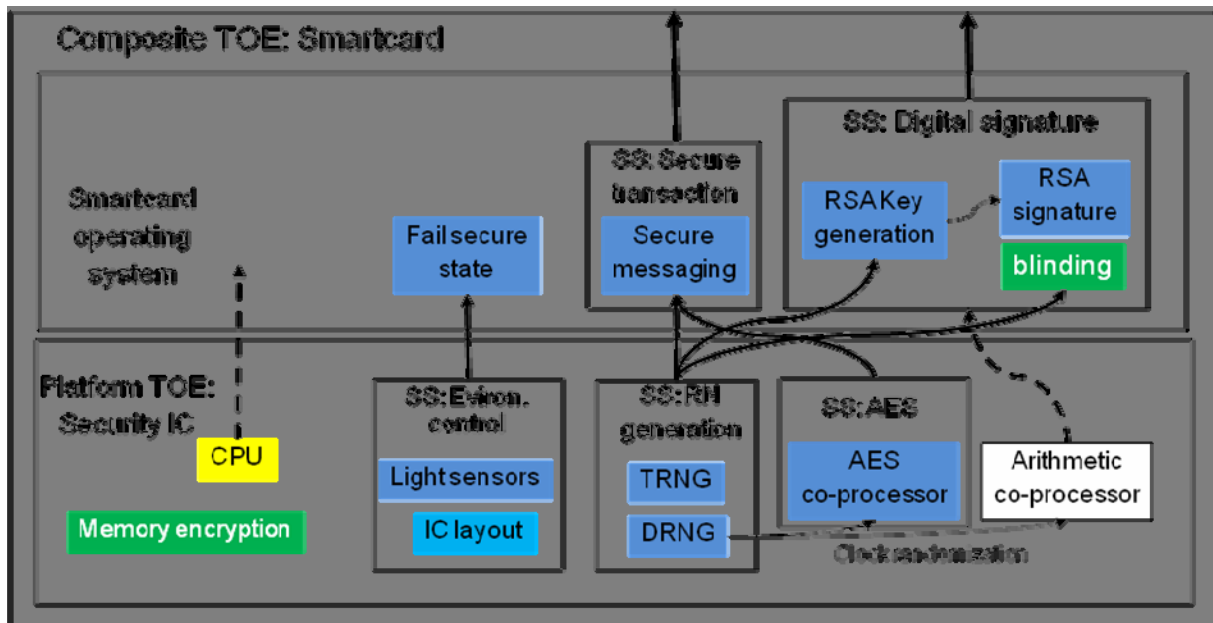 Composite TOE: Smartcard
SS: Digital signature
SS: Secure
transaction
Smartcard
operating
system
Fail secure
state
Secure
messaging
RSA Key
generation
RSA
signature
blinding
Platform TOE:
Security IC
CPU
Memory encryption
SS: Eviron.
control
Light sensors
IC layout
SS: RN
generation
TRNG
DRNG
SS: AES
AES
co-processor
Arithmetic
co-processor
Clock randomization